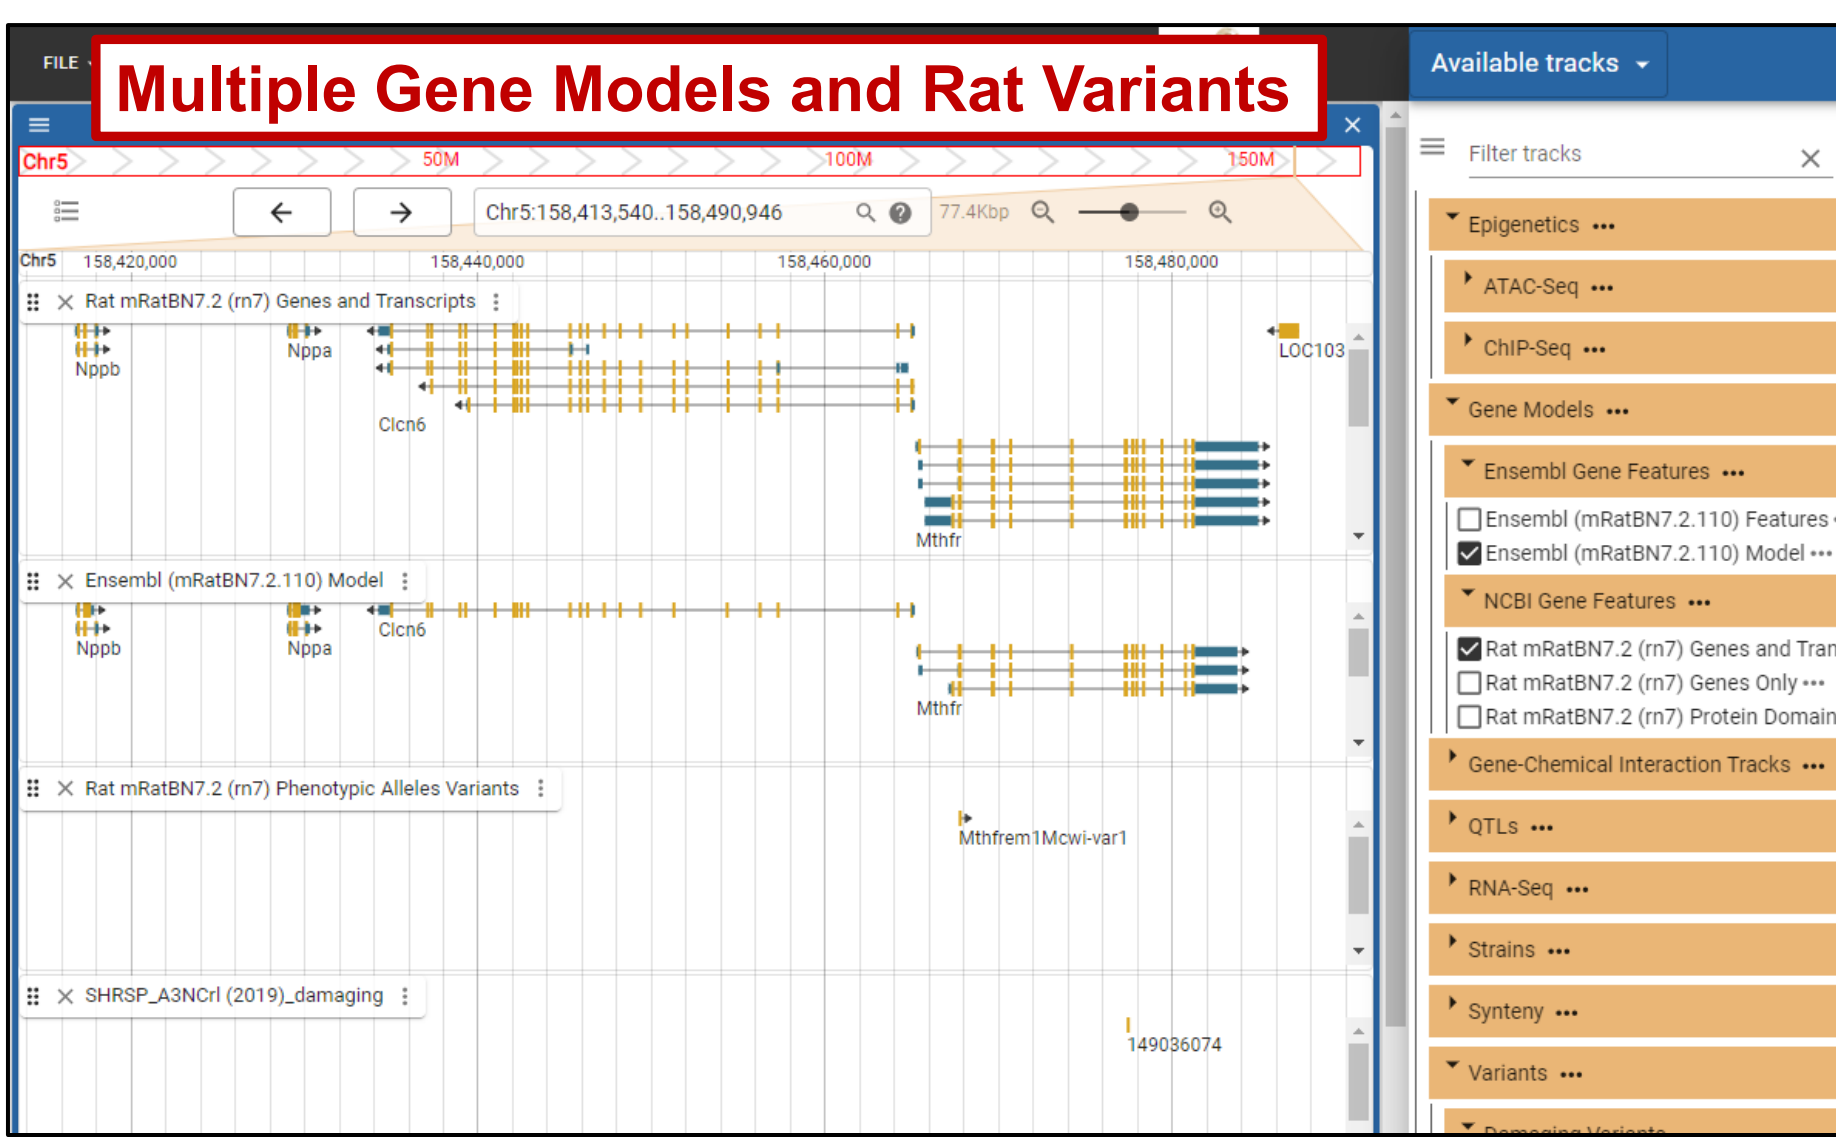 FILE
Multiple Gene Models and Rat Variants
Available tracks
Chr5
50M
100M
150M
Filter tracks
Chr5:158,413,540..158,490,946
77.4Kbp
Chr5
158,420,000
158,440,000
158,460,000
158,480,000
Rat mRatBN7.2 (rn7) Genes and Transcripts
Nppb
Nppa
Clcn6
LOC103
Mthfr
Ensembl (mRatBN7.2.110) Model
Nppb
Nppa
Clcn6
Mthfr
Rat mRatBN7.2 (rn7) Phenotypic Alleles Variants
Mthfrem1Mcwi-var1
SHRSP_A3NCrl (2019)_damaging
149036074
Epigenetics
ATAC-Seq
ChIP-Seq
Gene Models
Ensembl Gene Features
Ensembl (mRatBN7.2.110) Features
Ensembl (mRatBN7.2.110) Model
NCBI Gene Features
Rat mRatBN7.2 (rn7) Genes and Tran
Rat mRatBN7.2 (rn7) Genes Only
Rat mRatBN7.2 (rn7) Protein Domain
Gene-Chemical Interaction Tracks
QTLs
RNA-Seq
Strains
Synteny
Variants
Damaging Variants